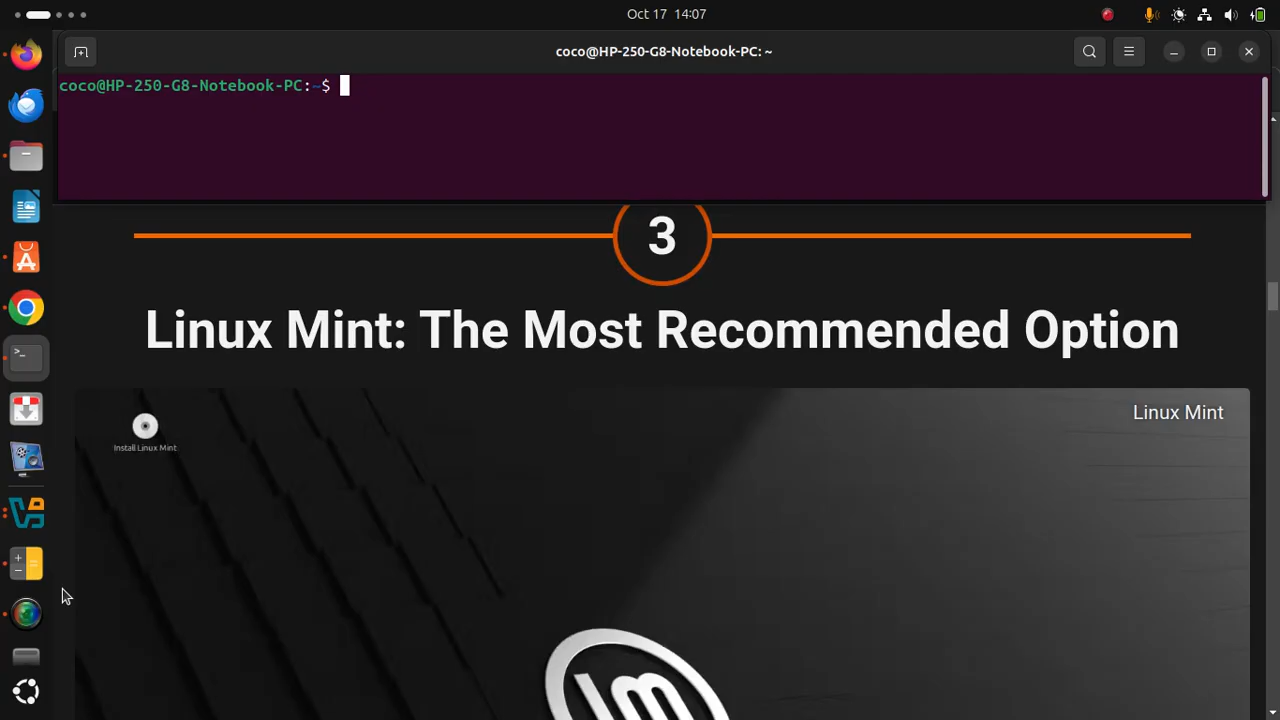 Oct 17 14:07
coco@HP-250-G8-Notebook-PC: ~
coco@HP-250-G8-Notebook-PC:~$
3
Linux Mint: The Most Recommended Option
Linux Mint
Install Linux Mint
lm